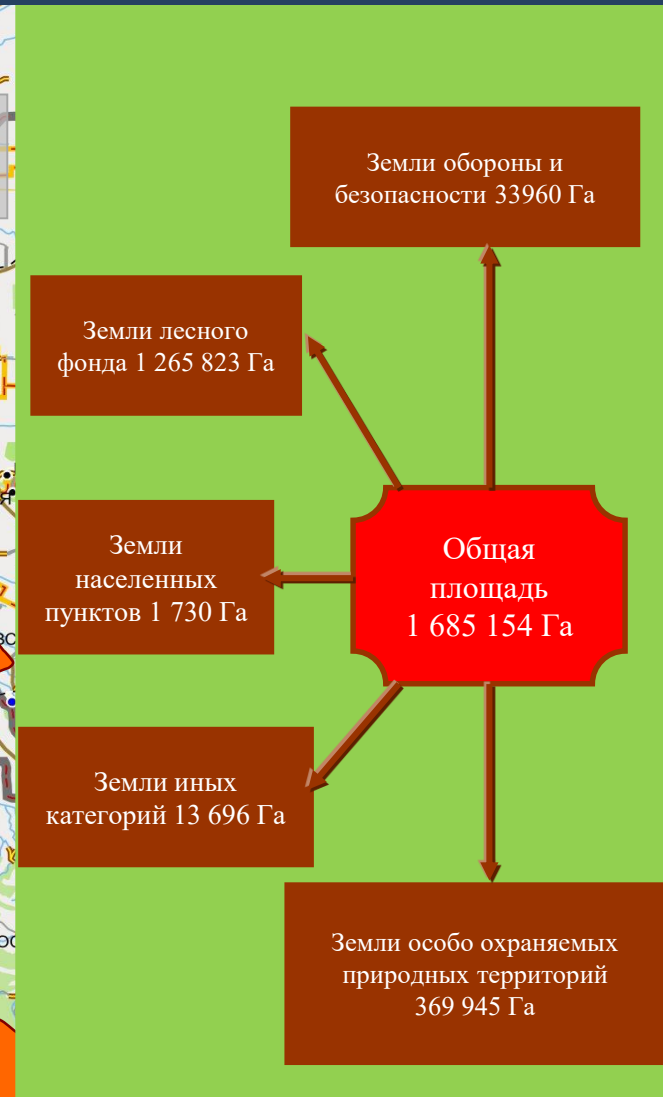 Земли обороны и
безопасности 33960 Га
Земли лесного
фонда 1 265 823 Га
Земли
населенных
пунктов 1 730 Га
Общая
площадь
1 685 154 Га
Земли иных
категорий 13 696 Га
Земли особо охраняемых
природных территорий
369 945 Га